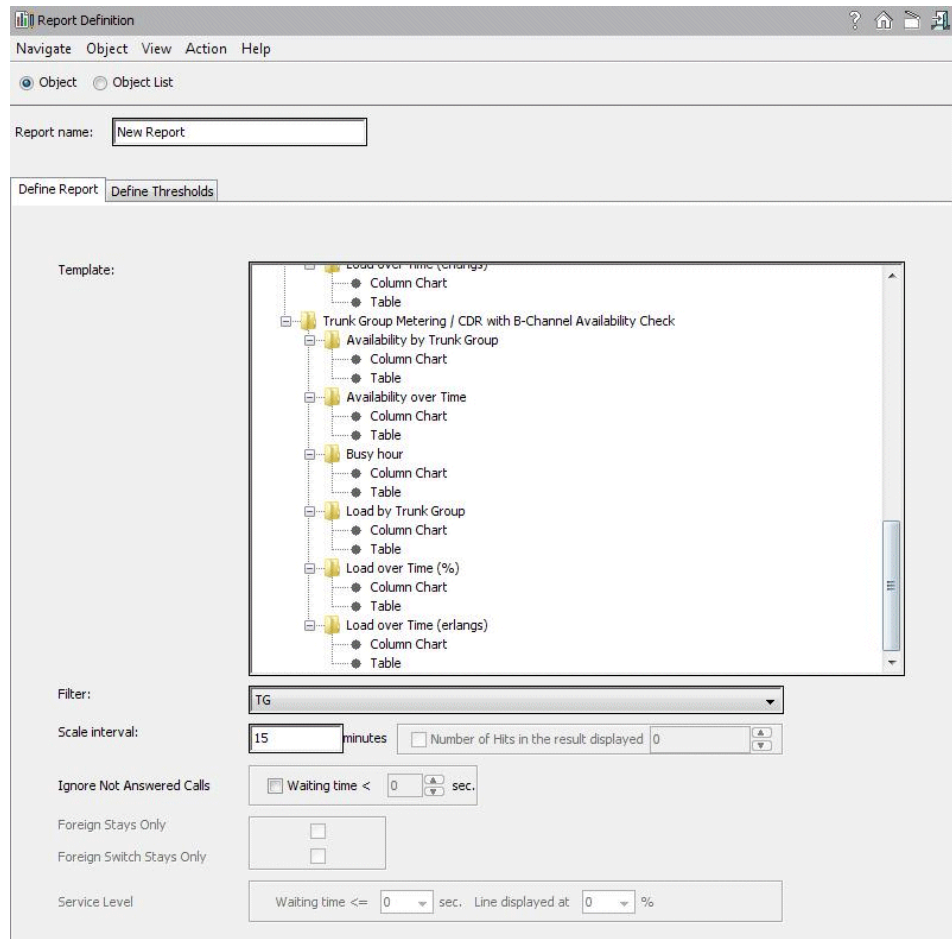 Report Definition
?
Navigate Object View Action Help
Object Object List
Report name: New Report
Define Report Define Thresholds
Template:
Load over Time (erlangs)
Column Chart
Table
Trunk Group Metering / CDR with B-Channel Availability Check
Availability by Trunk Group
Column Chart
Table
Availability over Time
Column Chart
Table
Busy hour
Column Chart
Table
Load by Trunk Group
Column Chart
Table
Load over Time (%)
Column Chart
Table
Load over Time (erlangs)
Column Chart
Table
Filter: TG
Scale interval: 15 minutes Number of Hits in the result displayed 0
Ignore Not Answered Calls Waiting time < 0 sec.
Foreign Stays Only
Foreign Switch Stays Only
Service Level Waiting time <= 0 sec. Line displayed at 0 %